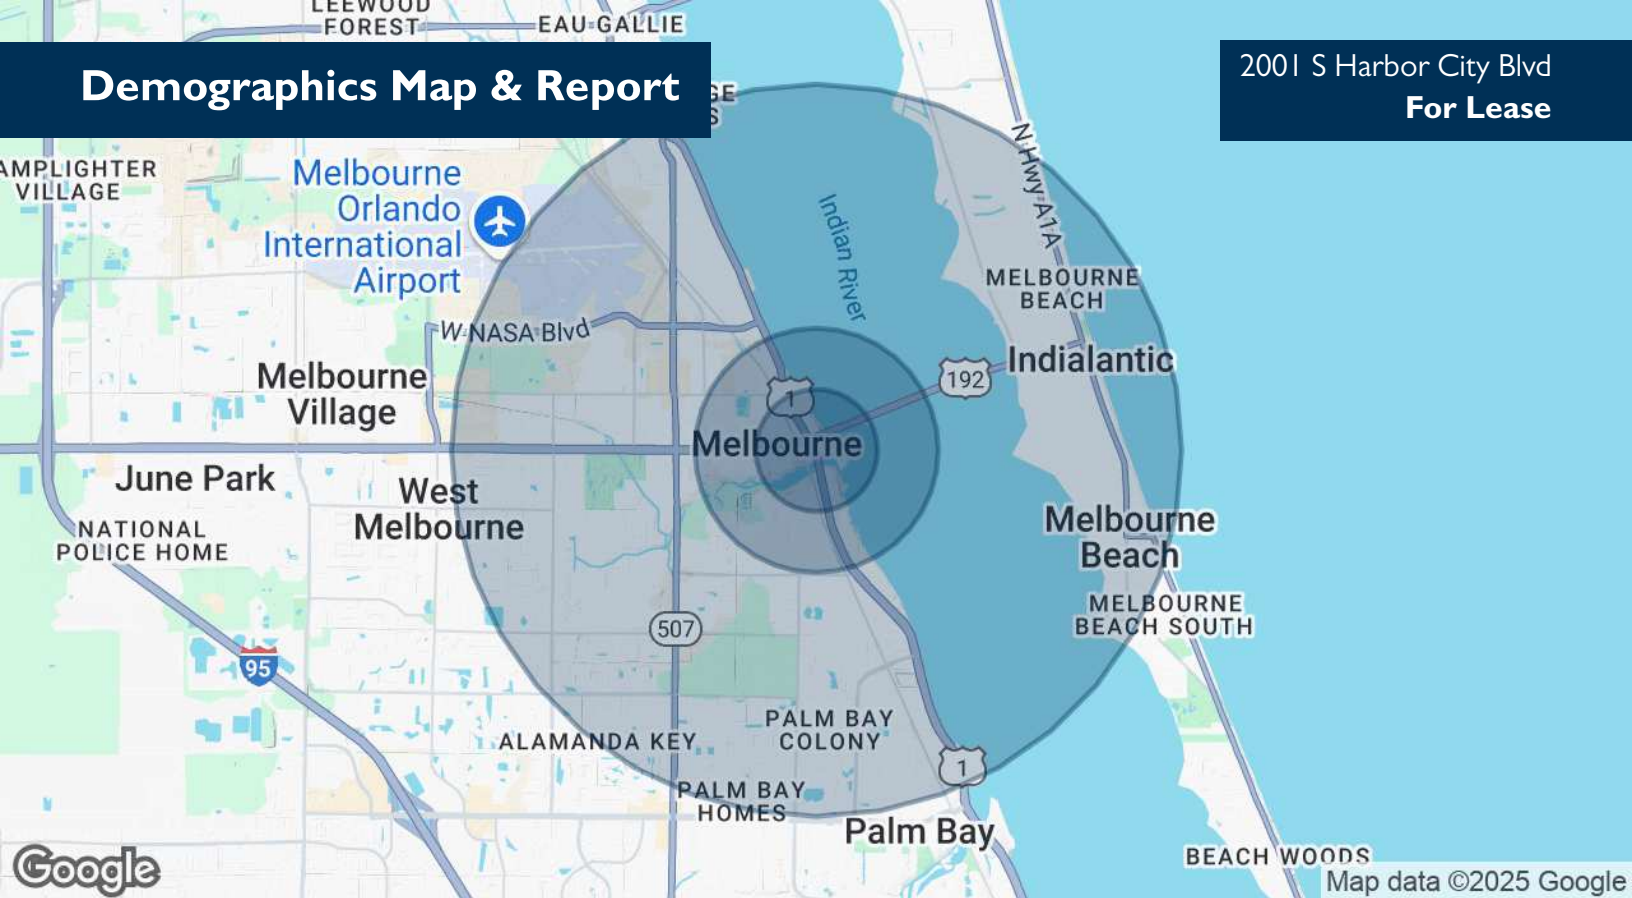 LEEWOOD
FOREST
EAU GALLIE
Demographics Map & Report
2001 S Harbor City Blvd
For Lease
AMPLIGHTER
VILLAGE
Melbourne
Orlando
International
Airport
N Hwy A1A
Indian River
MELBOURNE
BEACH
W NASA Blvd
Indialantic
192
Melbourne
Village
1
Melbourne
June Park
West
Melbourne
NATIONAL
POLICE HOME
Melbourne
Beach
MELBOURNE
BEACH SOUTH
507
95
PALM BAY
COLONY
ALAMANDA KEY
1
PALM BAY
HOMES
Palm Bay
BEACH WOODS
Google
Map data ©2025 Google